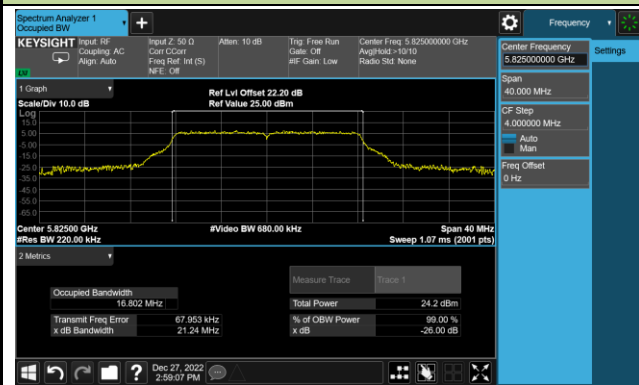 Spectrum Analyzer 1
Occupied BW
+
Frequency
KEYSIGHT
Input: RF
Coupling: AC
Align: Auto
Input Z: 50 Ω
Corr CCorr
Freq Ref: Int (S)
NFE: Off
Atten: 10 dB
Trig: Free Run
Gate: Off
#IF Gain: Low
Center Freq: 5.825000000 GHz
Avg|Hold:>10/10
Radio Std: None
Center Frequency
5.825000000 GHz
Settings
Span
40.000 MHz
CF Step
4.000000 MHz
Auto
Man
Freq Offset
0 Hz
1 Graph
Scale/Div 10.0 dB
Ref Lvl Offset 22.20 dB
Ref Value 25.00 dBm
Log
15.0
5.00
-5.00
-15.0
-25.0
-35.0
-45.0
-55.0
-65.0
Center 5.82500 GHz
#Res BW 220.00 kHz
#Video BW 680.00 kHz
Span 40 MHz
Sweep 1.07 ms (2001 pts)
2 Metrics
Measure Trace
Trace 1
Occupied Bandwidth
16.802 MHz
Total Power
24.2 dBm
Transmit Freq Error
67.953 kHz
% of OBW Power
99.00 %
x dB Bandwidth
21.24 MHz
x dB
-26.00 dB
?
Dec 27, 2022
2:59:07 PM